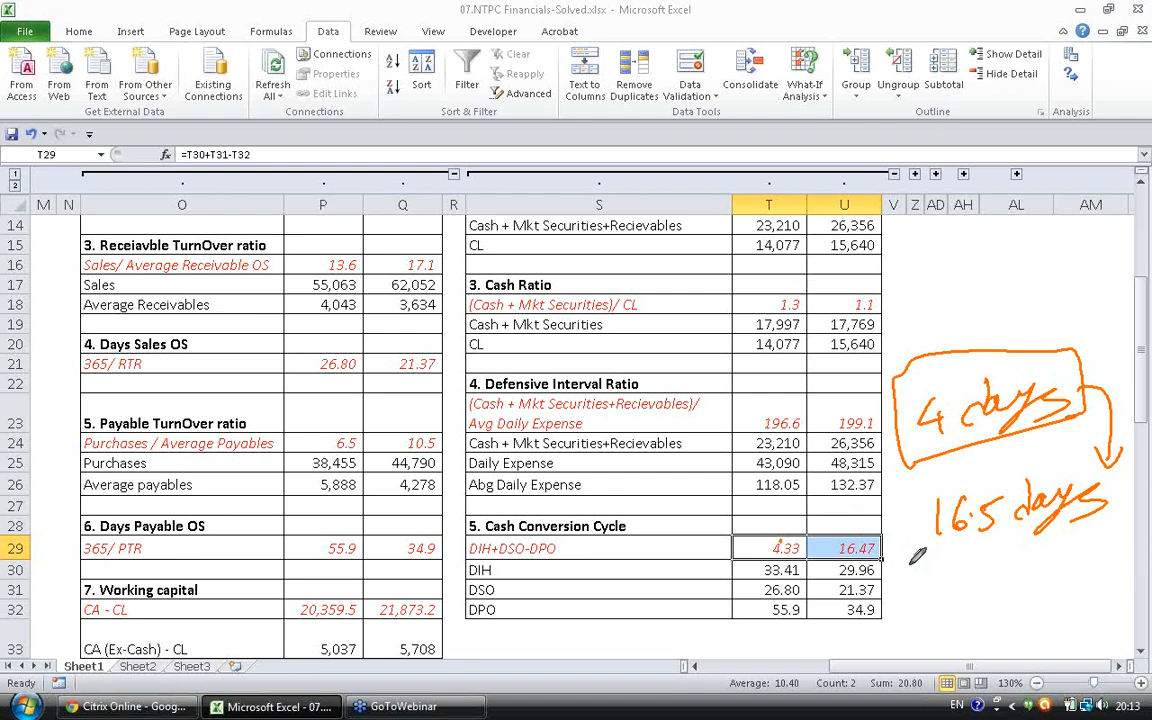 07.NTPC Financials-Solved.xlsx - Microsoft Excel
File Home Insert Page Layout Formulas Data Review View Developer Acrobat
From Access
From Web
From Text
From Other Sources
Existing Connections
Get External Data
Refresh All
Connections
Properties
Edit Links
Connections
Sort
Filter
Clear
Reapply
Advanced
Sort & Filter
Text to Columns
Remove Duplicates
Data Validation
Consolidate
What-If Analysis
Data Tools
Group
Ungroup
Subtotal
Show Detail
Hide Detail
Outline
Analysis
T29 fx =T30+T31-T32
1
2
M N O P Q R S T U V Z AD AH AL AM
14 Cash + Mkt Securities+Recievables 23,210 26,356
15 3. Receiavble TurnOver ratio CL 14,077 15,640
16 Sales/ Average Receivable OS 13.6 17.1
17 Sales 55,063 62,052 3. Cash Ratio
18 Average Receivables 4,043 3,634 (Cash + Mkt Securities)/ CL 1.3 1.1
19 Cash + Mkt Securities 17,997 17,769
20 4. Days Sales OS CL 14,077 15,640
21 365/ RTR 26.80 21.37
22 4. Defensive Interval Ratio
23 5. Payable TurnOver ratio (Cash + Mkt Securities+Recievables)/ Avg Daily Expense 196.6 199.1
24 Purchases / Average Payables 6.5 10.5 Cash + Mkt Securities+Recievables 23,210 26,356
25 Purchases 38,455 44,790 Daily Expense 43,090 48,315
26 Average payables 5,888 4,278 Abg Daily Expense 118.05 132.37
27
28 6. Days Payable OS 5. Cash Conversion Cycle
29 365/ PTR 55.9 34.9 DIH+DSO-DPO 4.33 16.47
30 DIH 33.41 29.96
31 7. Working capital DSO 26.80 21.37
32 CA - CL 20,359.5 21,873.2 DPO 55.9 34.9
33 CA (Ex-Cash) - CL 5,037 5,708
4 days
16.5 days
Sheet1 Sheet2 Sheet3
Ready Average: 10.40 Count: 2 Sum: 20.80 130%
Citrix Online - Goog... Microsoft Excel - 07.... GoToWebinar EN 20:13